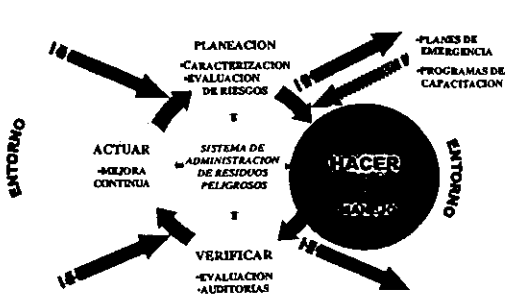 PLANEACION
-CARACTERIZACION
-EVALUACION
DE RIESGOS
-PLANES DE
EMERGENCIA
-PROGRAMAS DE
CAPACITACION
ENTORNO
ACTUAR
-MEJORA
CONTINUA
SISTEMA DE
ADMINISTRACION
DE RESIDUOS
PELIGROSOS
HACER
MANEJO
ENTORNO
VERIFICAR
-EVALUACION
-AUDITORIAS